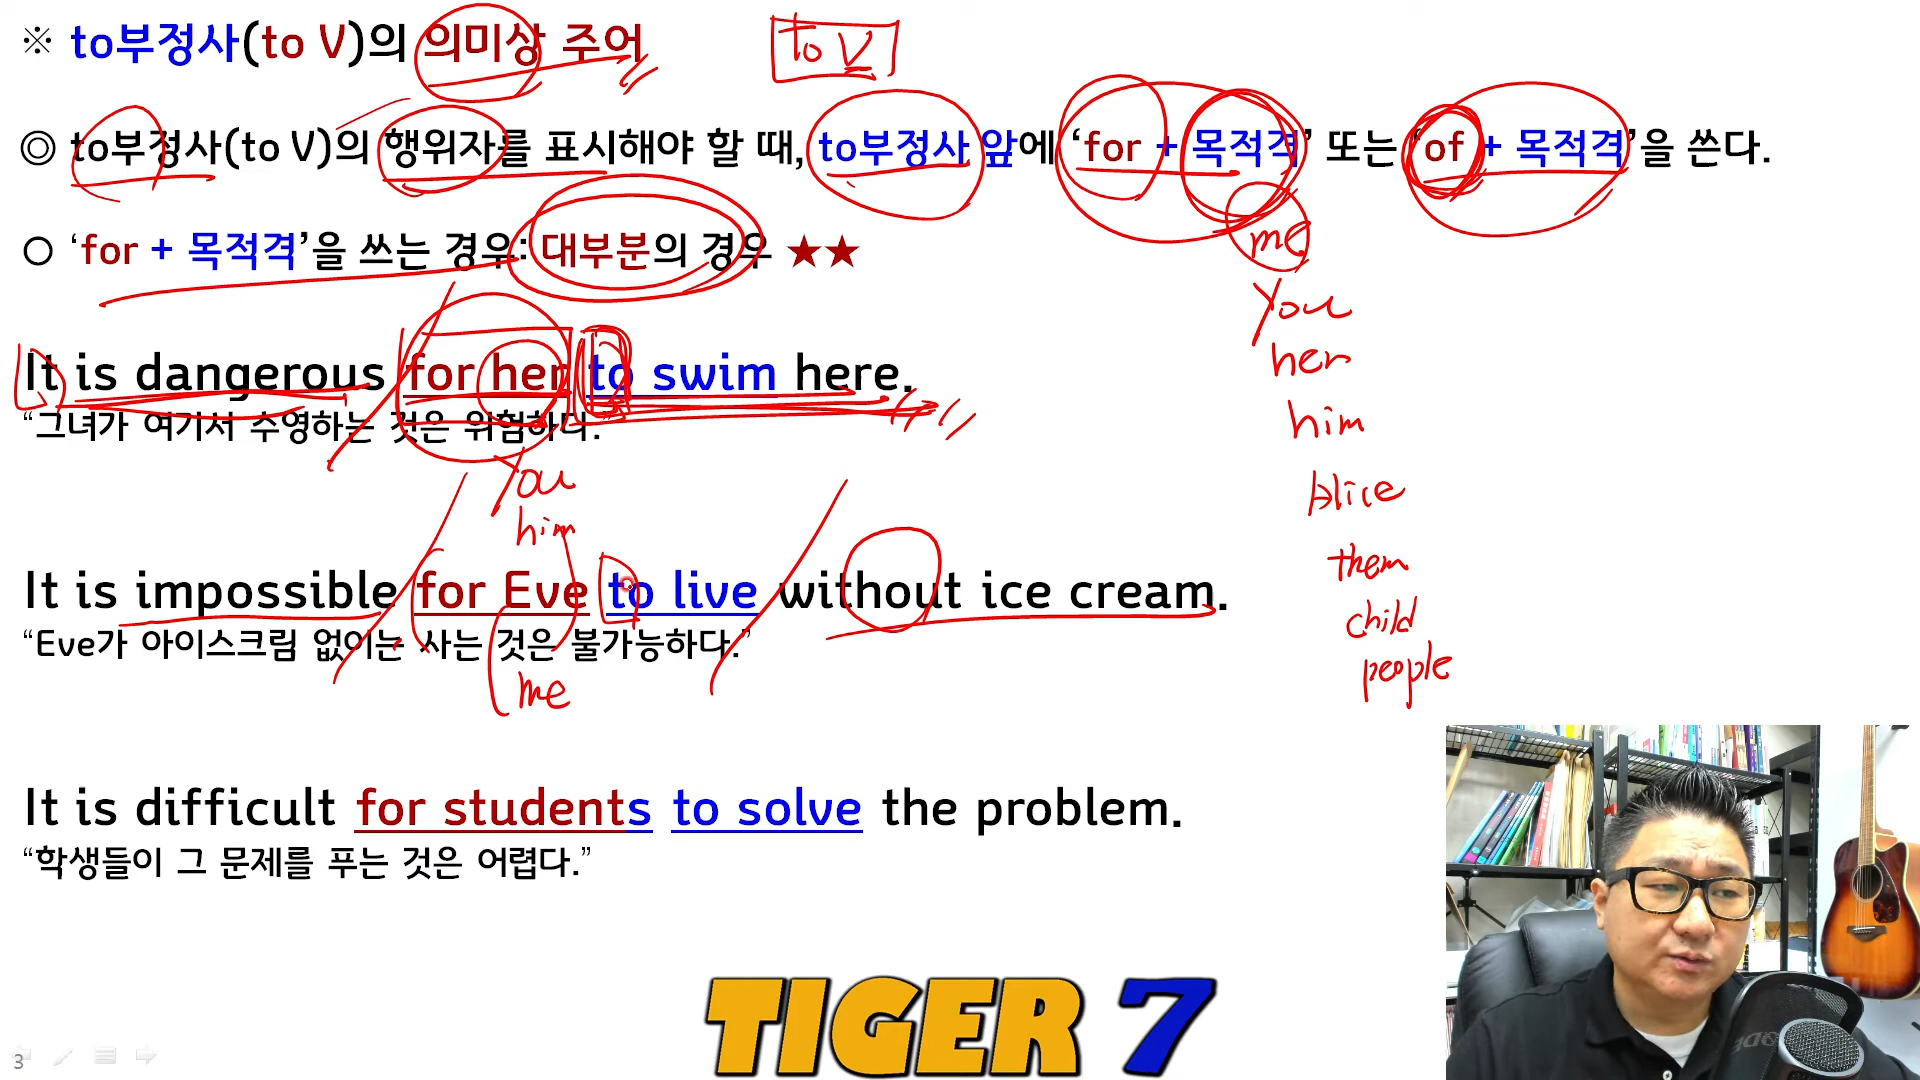 ※ to부정사(to V)의 의미상 주어
to V
◎ to부정사(to V)의 행위자를 표시해야 할 때, to부정사 앞에 ‘for + 목적격’ 또는 ‘of + 목적격’을 쓴다.
○ ‘for + 목적격’을 쓰는 경우: 대부분의 경우 ★★
me
You
her
him
Alice
them
child
people
It is dangerous for her to swim here.
“그녀가 여기서 수영하는 것은 위험하다.”
You
him
It is impossible for Eve to live without ice cream.
“Eve가 아이스크림 없이는 사는 것은 불가능하다.”
me
It is difficult for students to solve the problem.
“학생들이 그 문제를 푸는 것은 어렵다.”
TIGER 7
3